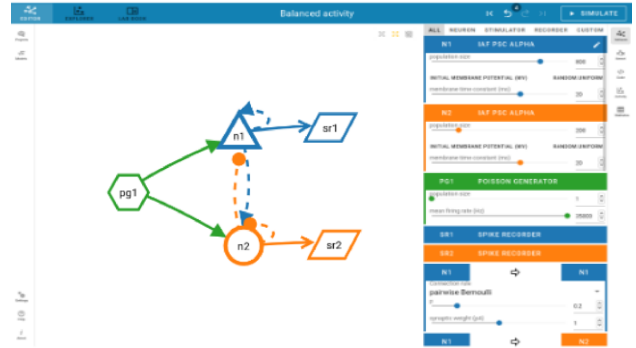 EDITOR
EXPLORER
LAB BOOK
Balanced activity
SIMULATE
ALL NEURON STIMULATOR RECORDER CUSTOM
N1 IAF PSC ALPHA
population size
800
INITIAL MEMBRANE POTENTIAL (MV) RANDOM:UNIFORM
membrane time constant (ms)
20
N2 IAF PSC ALPHA
population size
200
INITIAL MEMBRANE POTENTIAL (MV) RANDOM:UNIFORM
membrane time constant (ms)
20
PG1 POISSON GENERATOR
population size
1
mean firing rate (Hz)
25000
SR1 SPIKE RECORDER
SR2 SPIKE RECORDER
N1 N1
Connection rule
pairwise Bernoulli
p
0.2
synaptic weight (pA)
1
N1 N2
n1
sr1
pg1
n2
sr2